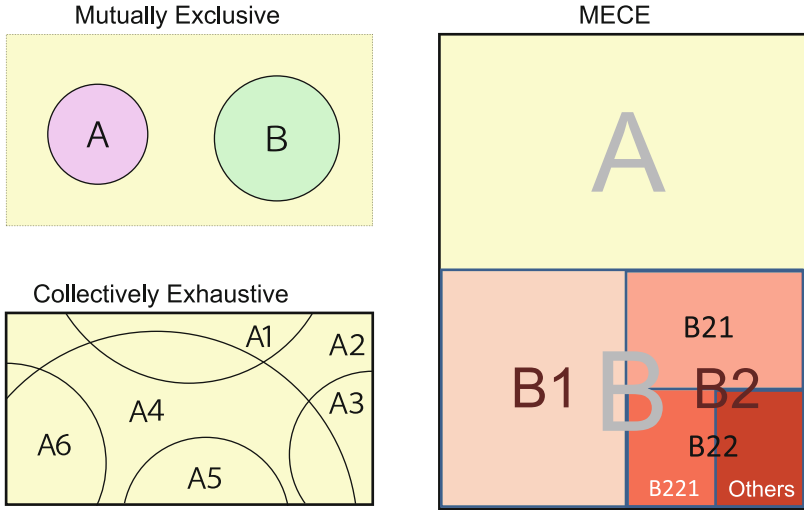 Mutually Exclusive
A
B
Collectively Exhaustive
A1
A2
A3
A4
A6
A5
MECE
A
B21
B1
B
B2
B22
B221
Others